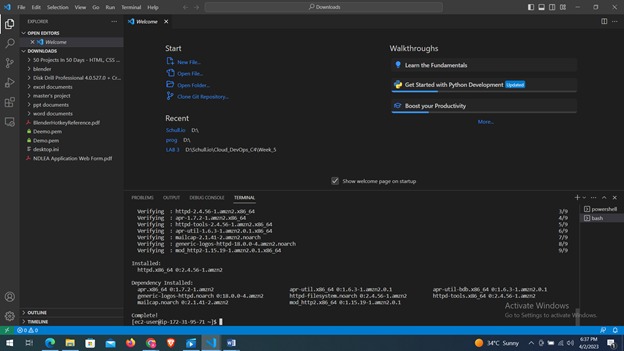 File Edit Selection View Go Run Terminal Help
Downloads
EXPLORER
OPEN EDITORS
Welcome
DOWNLOADS
50 Projects In 50 Days - HTML, CSS ...
blender
Disk Drill Professional 4.0.527.0 + Cr...
excel documents
master's project
ppt documents
word documents
BlenderHotkeyReference.pdf
Deemo.pem
Demo.pem
desktop.ini
NDLEA Application Web Form.pdf
OUTLINE
TIMELINE
Welcome
Start
New File...
Open File...
Open Folder...
Clone Git Repository...
Recent
Schull.io D:\
prog D:\
LAB 3 D:\Schull.io\Cloud_DevOps_C4\Week_5
Walkthroughs
Learn the Fundamentals
Get Started with Python Development Updated
Boost your Productivity
More...
Show welcome page on startup
PROBLEMS OUTPUT DEBUG CONSOLE TERMINAL
powershell
bash
Verifying : httpd-2.4.56-1.amzn2.x86_64 3/9
Verifying : apr-1.7.2-1.amzn2.x86_64 4/9
Verifying : httpd-tools-2.4.56-1.amzn2.x86_64 5/9
Verifying : apr-util-1.6.3-1.amzn2.0.1.x86_64 6/9
Verifying : mailcap-2.1.41-2.amzn2.noarch 7/9
Verifying : generic-logos-httpd-18.0.0-4.amzn2.noarch 8/9
Verifying : mod_http2-1.15.19-1.amzn2.0.1.x86_64 9/9
Installed:
httpd.x86_64 0:2.4.56-1.amzn2
Dependency Installed:
apr.x86_64 0:1.7.2-1.amzn2 apr-util.x86_64 0:1.6.3-1.amzn2.0.1 apr-util-bdb.x86_64 0:1.6.3-1.amzn2.0.1
generic-logos-httpd.noarch 0:18.0.0-4.amzn2 httpd-filesystem.noarch 0:2.4.56-1.amzn2 httpd-tools.x86_64 0:2.4.56-1.amzn2
mailcap.noarch 0:2.1.41-2.amzn2 mod_http2.x86_64 0:1.15.19-1.amzn2.0.1
Complete!
[ec2-user@ip-172-31-95-71 ~]$
Activate Windows
Go to Settings to activate Windows.
0 0
34°C Sunny
6:37 PM
4/2/2023